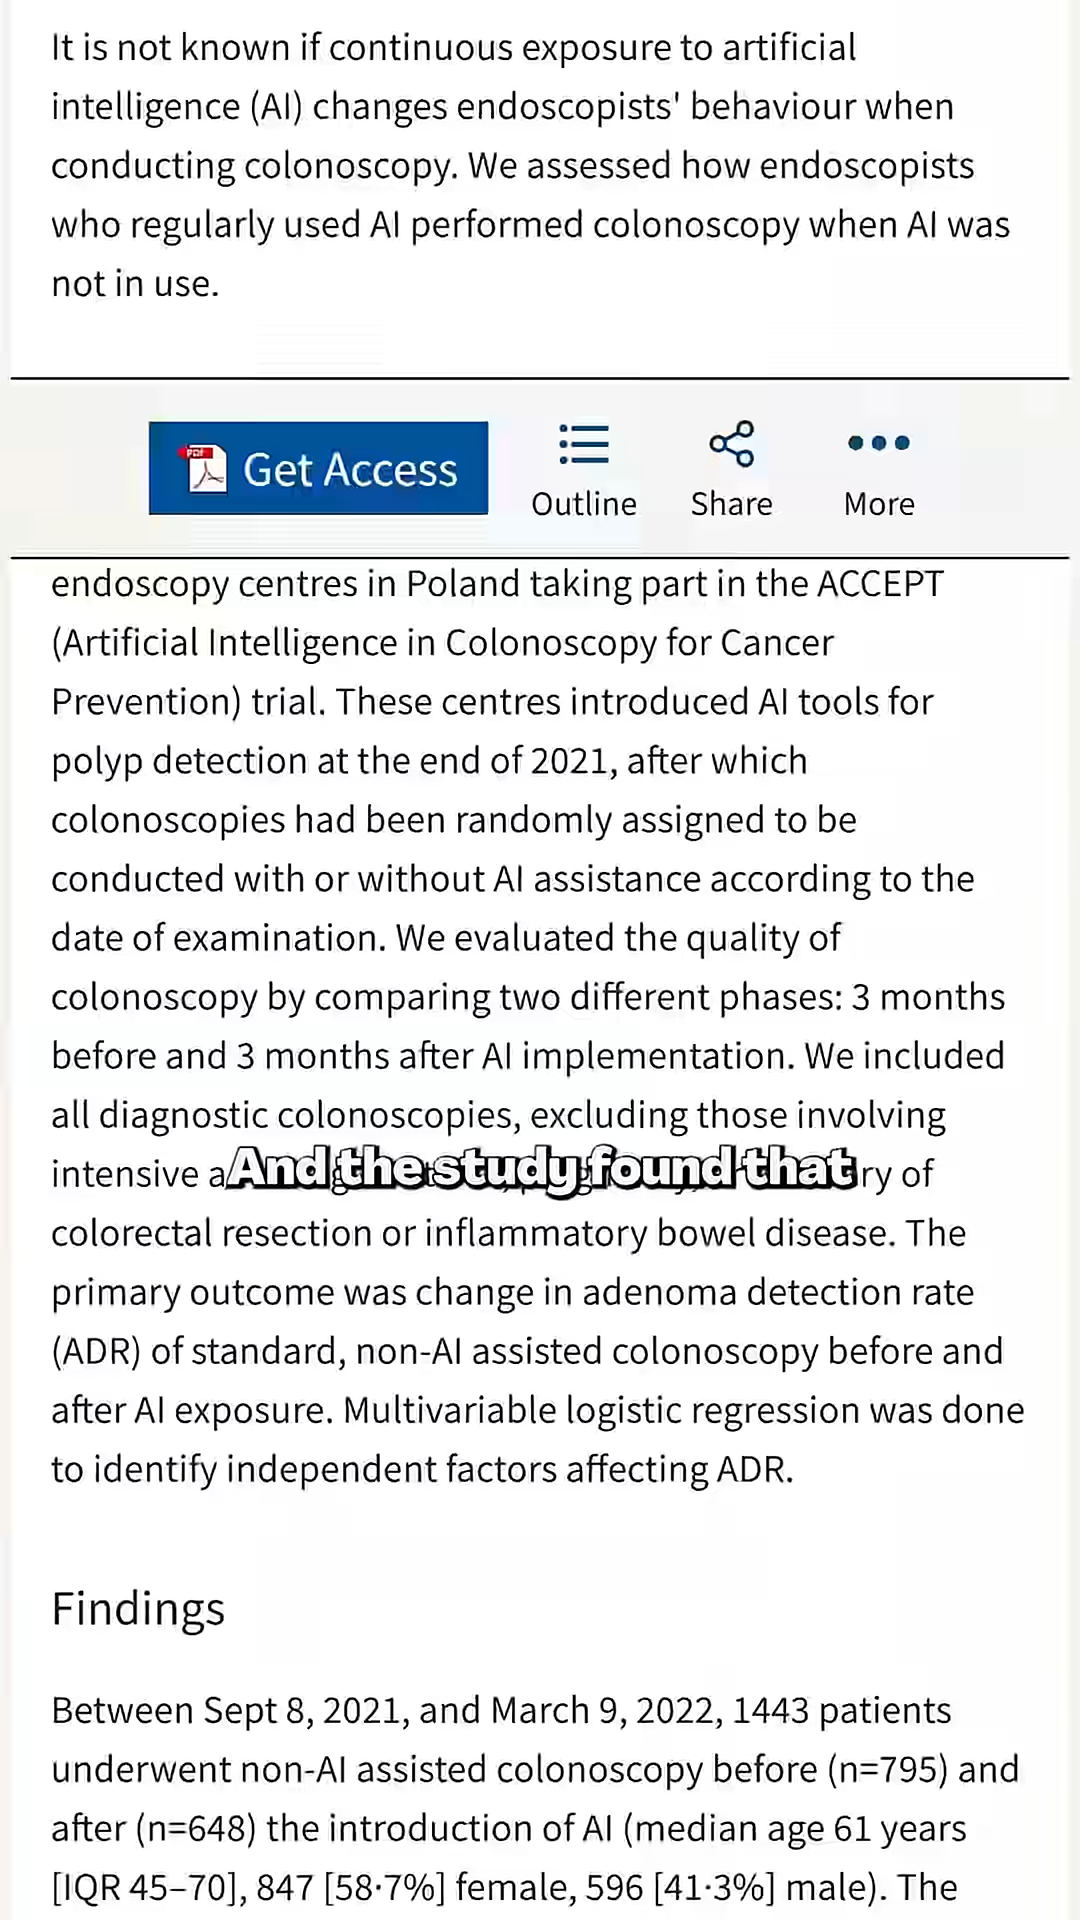 It is not known if continuous exposure to artificial
intelligence (AI) changes endoscopists' behaviour when
conducting colonoscopy. We assessed how endoscopists
who regularly used AI performed colonoscopy when AI was
not in use.
PDF
Get Access
Outline
Share
More
endoscopy centres in Poland taking part in the ACCEPT
(Artificial Intelligence in Colonoscopy for Cancer
Prevention) trial. These centres introduced AI tools for
polyp detection at the end of 2021, after which
colonoscopies had been randomly assigned to be
conducted with or without AI assistance according to the
date of examination. We evaluated the quality of
colonoscopy by comparing two different phases: 3 months
before and 3 months after AI implementation. We included
all diagnostic colonoscopies, excluding those involving
intensive
And the study found that
of
colorectal resection or inflammatory bowel disease. The
primary outcome was change in adenoma detection rate
(ADR) of standard, non-AI assisted colonoscopy before and
after AI exposure. Multivariable logistic regression was done
to identify independent factors affecting ADR.
Findings
Between Sept 8, 2021, and March 9, 2022, 1443 patients
underwent non-AI assisted colonoscopy before (n=795) and
after (n=648) the introduction of AI (median age 61 years
[IQR 45–70], 847 [58·7%] female, 596 [41·3%] male). The